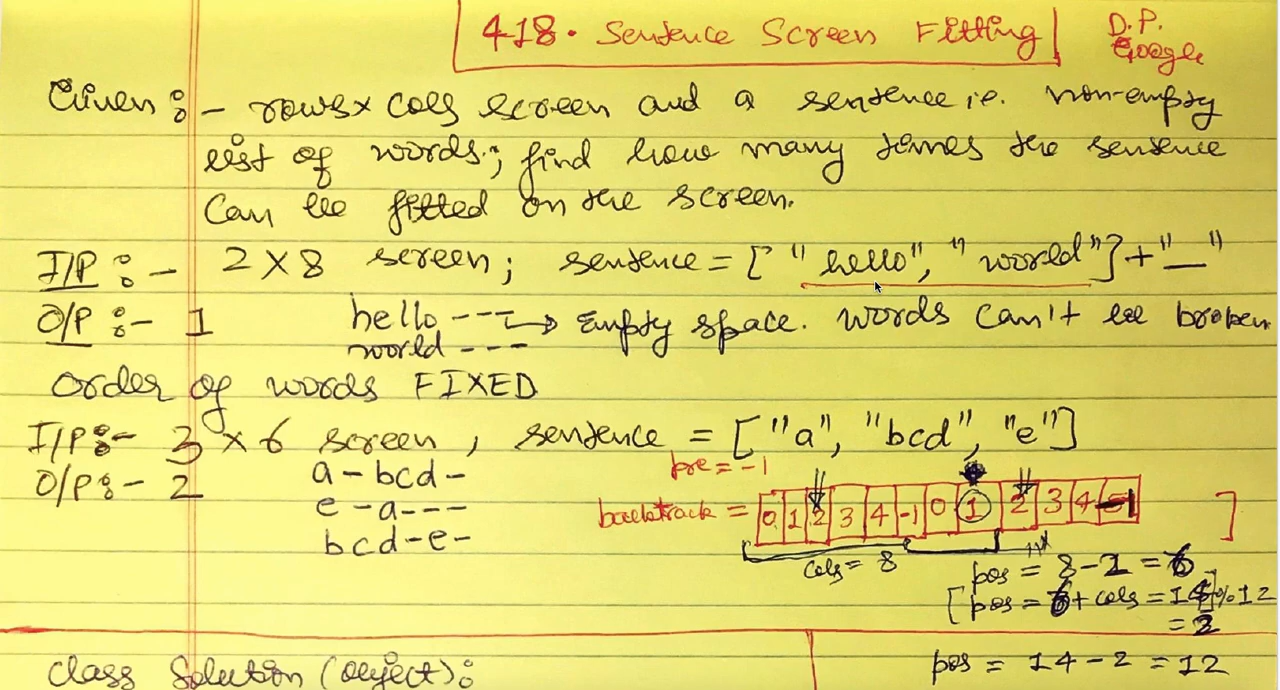 418. Sentence Screen Fitting
D.P.
Google
Given :- rows x cols screen and a sentence i.e. non-empty
list of words; find how many times the sentence
can be fitted on the screen.
I/P :- 2 X 8 screen; sentence = ["hello", "world"] + "_"
O/P :- 1 hello --- → Empty space. words can't be broken
world ---
Order of words FIXED
I/P :- 3 x 6 screen, sentence = ["a", "bcd", "e"]
O/P :- 2 a-bcd-
e-a---
bcd-e-
pre = -1
backtrack = 0 1 2 3 4 -1 0 1 2 3 4 -1 ]
cols = 8
pos = 8-2 = 6
[pos = 6 + cols = 14] % 12
= 2
pos = 14 - 2 = 12
class Solution (object):